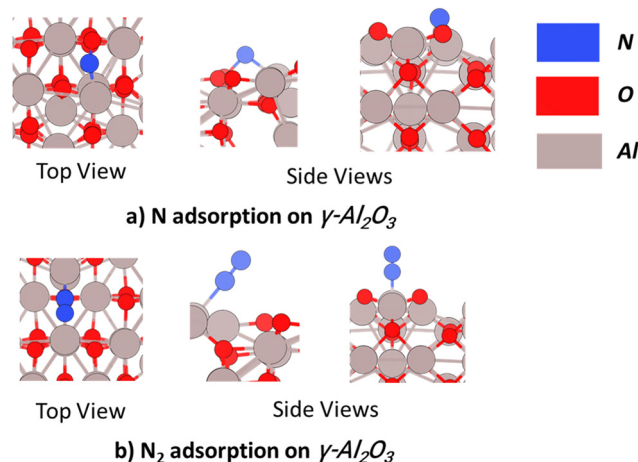 N
O
Al
Top View
Side Views
a) N adsorption on γ-Al₂O₃
Top View
Side Views
b) N₂ adsorption on γ-Al₂O₃